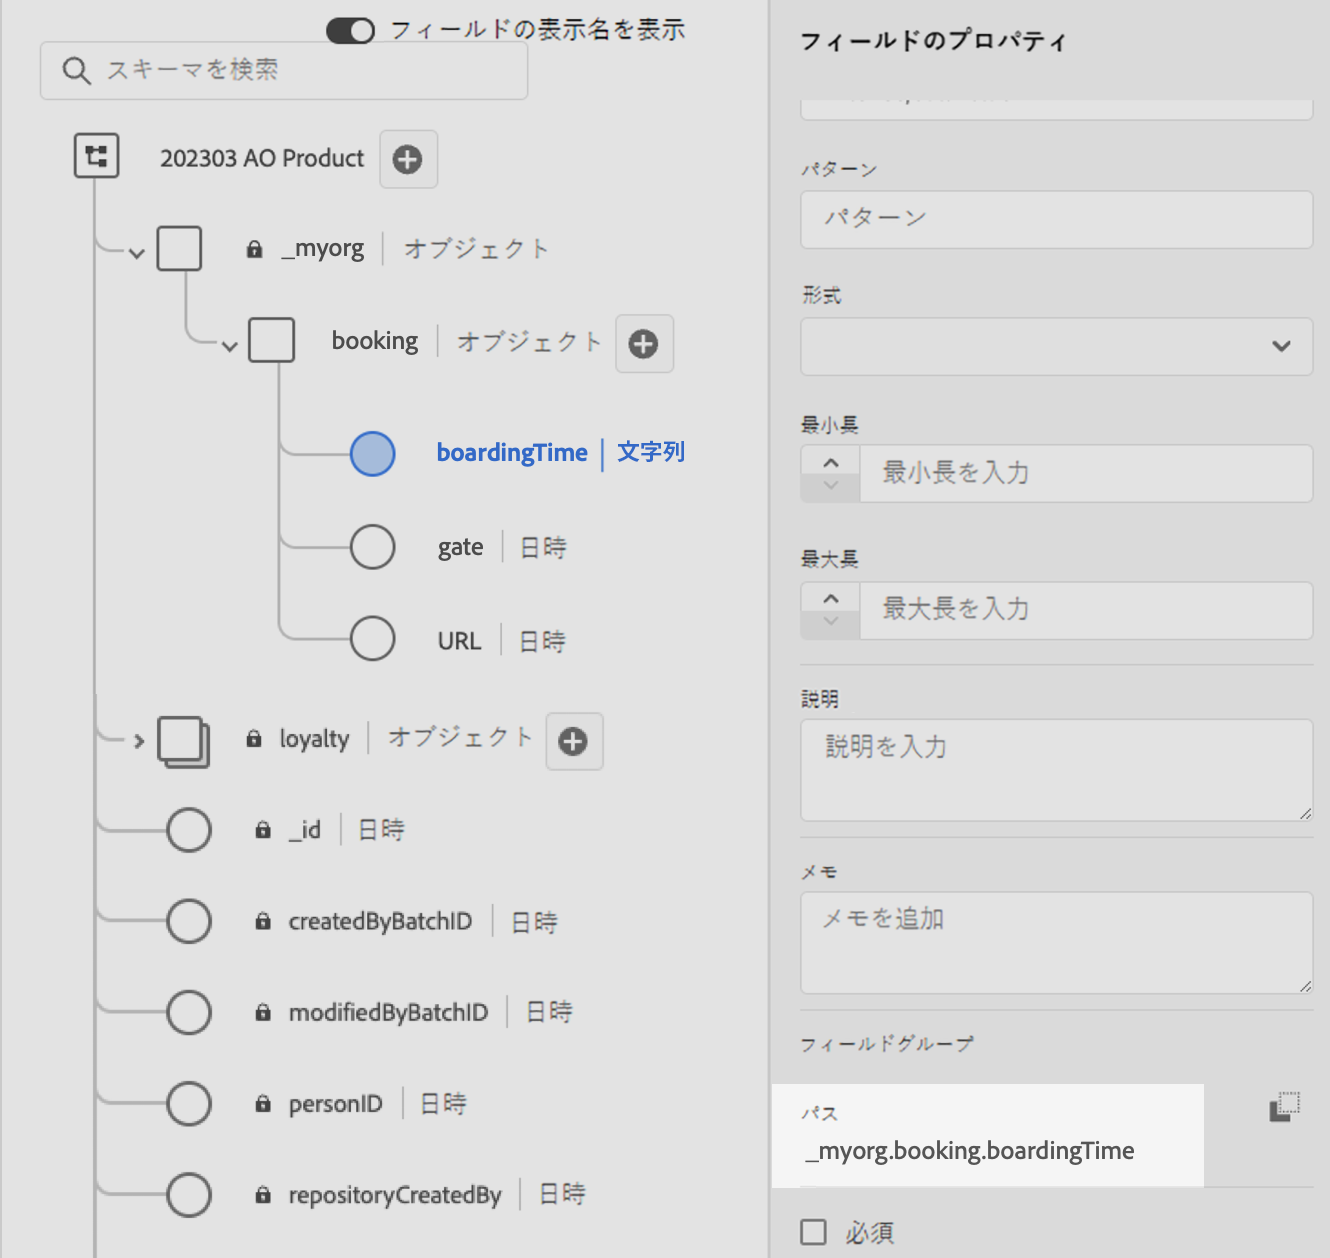 フィールドの表示名を表示
スキーマを検索
202303 AO Product
_myorg オブジェクト
booking オブジェクト
boardingTime 文字列
gate 日時
URL 日時
loyalty オブジェクト
_id 日時
createdByBatchID 日時
modifiedByBatchID 日時
personID 日時
repositoryCreatedBy 日時
フィールドのプロパティ
パターン
パターン
形式
最小長
最小長を入力
最大長
最大長を入力
説明
説明を入力
メモ
メモを追加
フィールドグループ
パス
_myorg.booking.boardingTime
必須